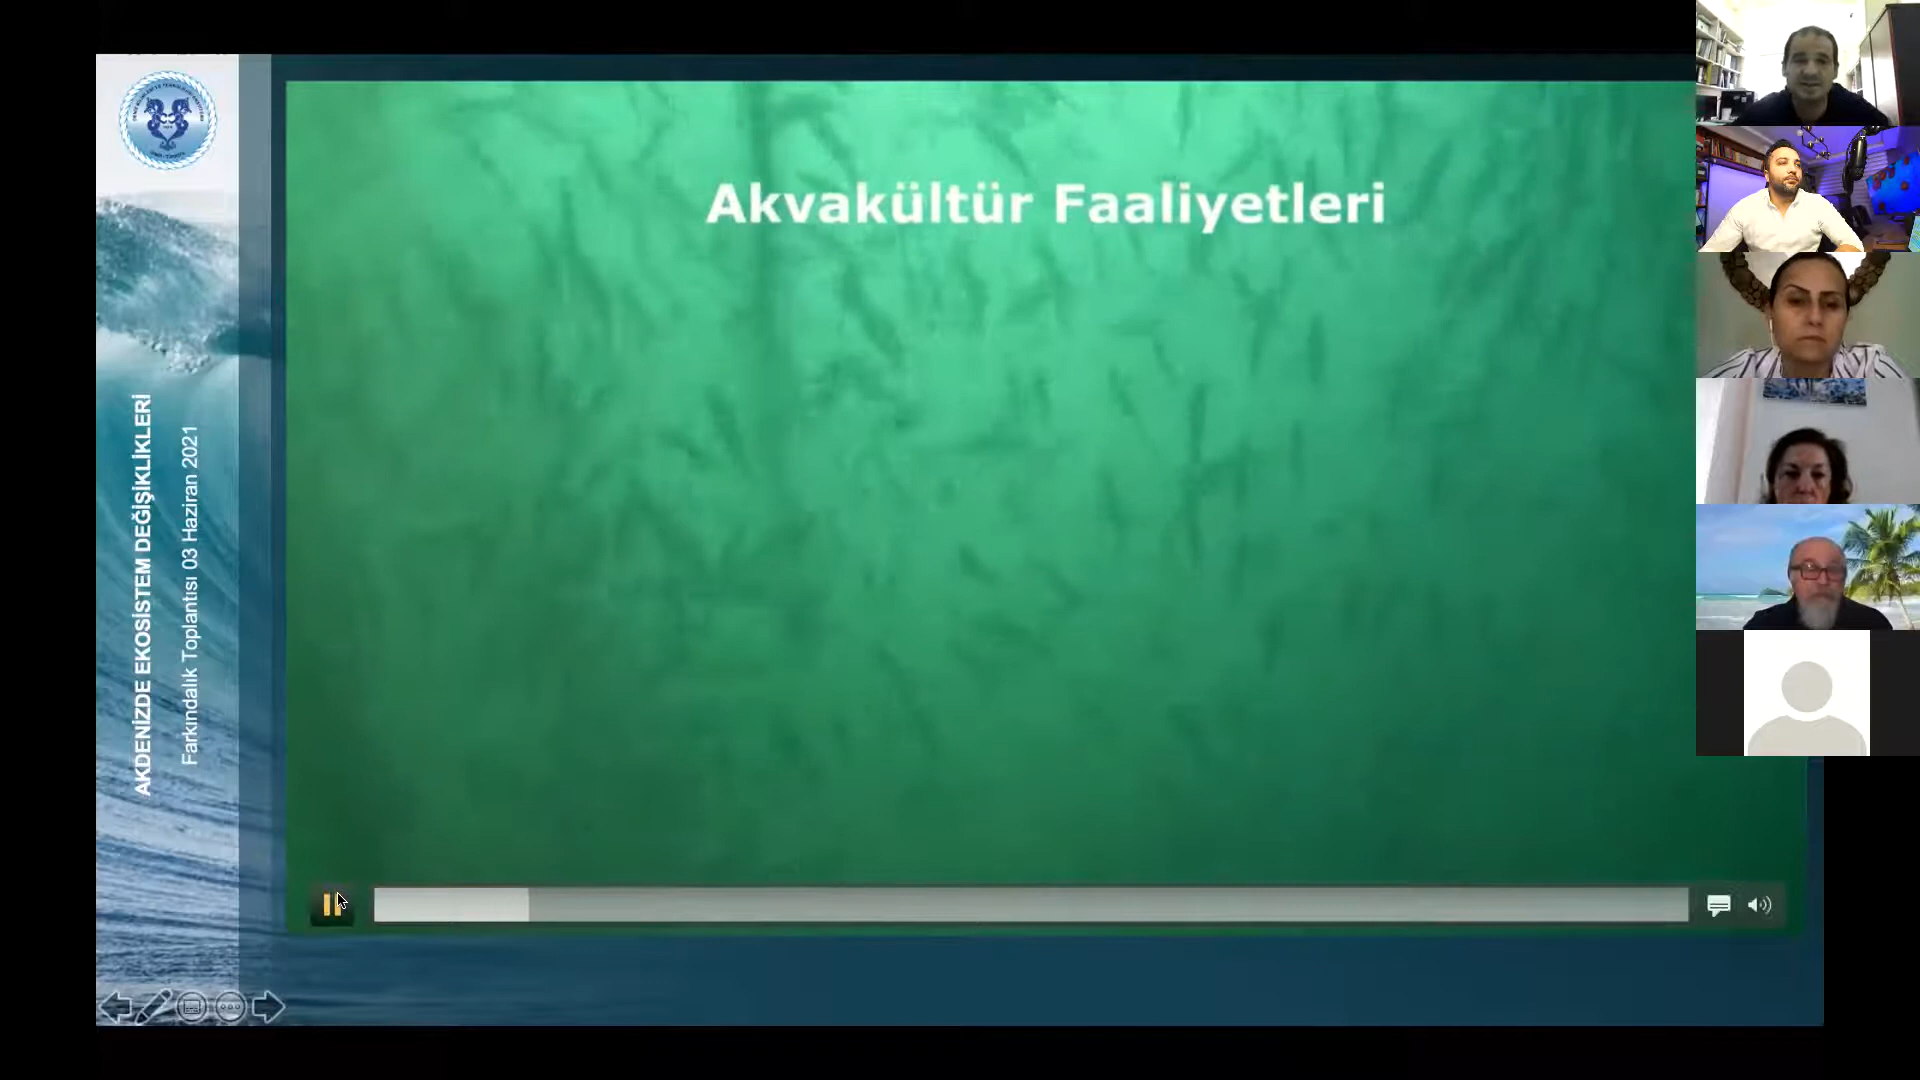 Akvakültür Faaliyetleri
AKDENİZDE EKOSİSTEM DEĞİŞİKLİKLERİ
Farkındalık Toplantısı 03 Haziran 2021